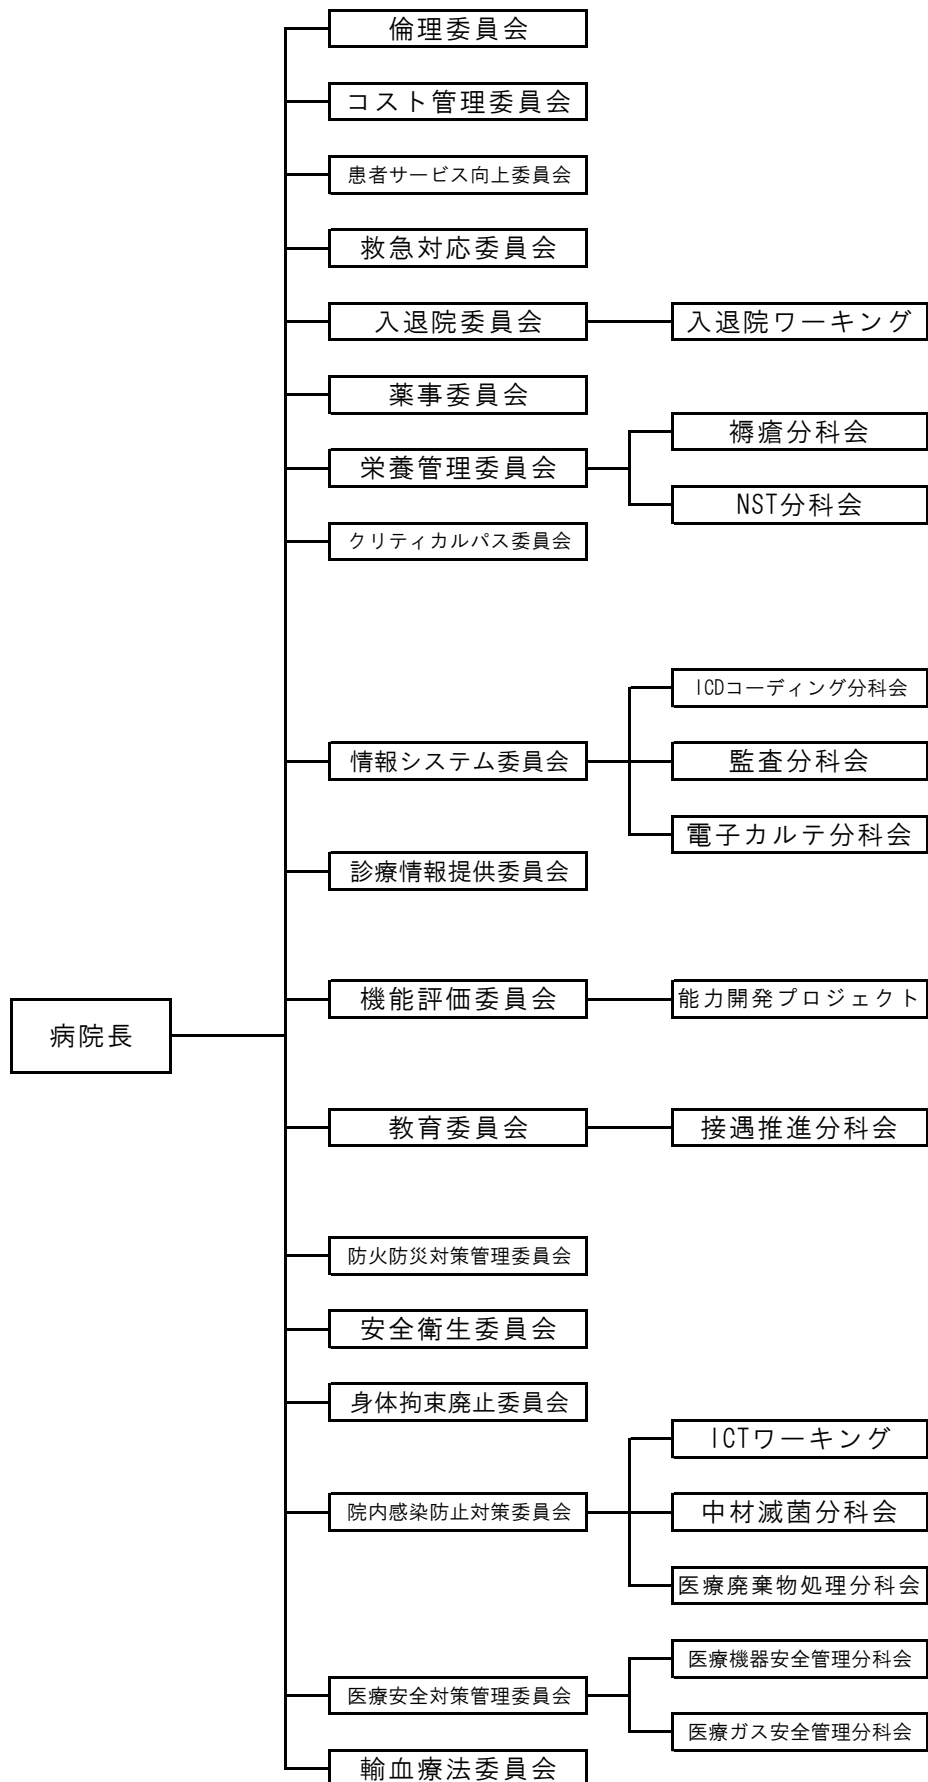 倫理委員会
コスト管理委員会
患者サービス向上委員会
救急対応委員会
入退院委員会
入退院ワーキング
薬事委員会
褥瘡分科会
栄養管理委員会
NST分科会
クリティカルパス委員会
ICDコーディング分科会
情報システム委員会
監査分科会
電子カルテ分科会
診療情報提供委員会
機能評価委員会
能力開発プロジェクト
病院長
教育委員会
接遇推進分科会
防火防災対策管理委員会
安全衛生委員会
身体拘束廃止委員会
ICTワーキング
院内感染防止対策委員会
中材滅菌分科会
医療廃棄物処理分科会
医療機器安全管理分科会
医療安全対策管理委員会
医療ガス安全管理分科会
輸血療法委員会